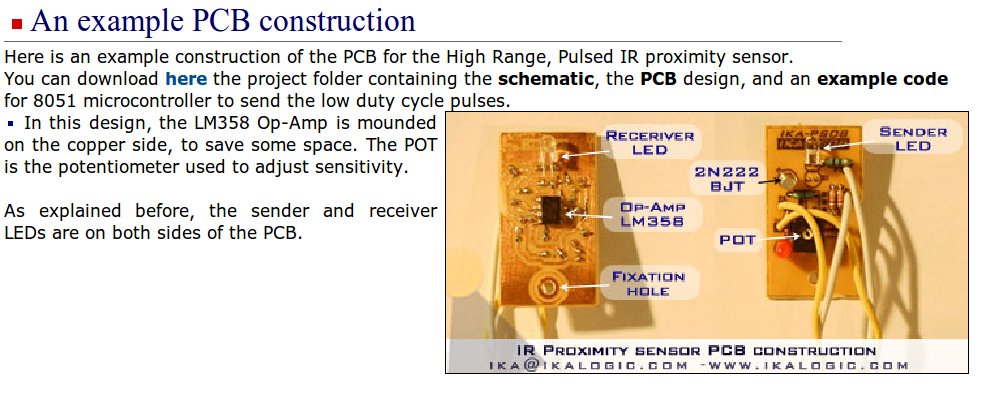 An example PCB construction
Here is an example construction of the PCB for the High Range, Pulsed IR proximity sensor.
You can download here the project folder containing the schematic, the PCB design, and an example code
for 8051 microcontroller to send the low duty cycle pulses.
In this design, the LM358 Op-Amp is mounded
on the copper side, to save some space. The POT
is the potentiometer used to adjust sensitivity.
As explained before, the sender and receiver
LEDs are on both sides of the PCB.
Receriver
LED
Op-Amp
LM358
Fixation
hole
IKA-PS08
IKA
Sender
LED
2N222
BJT
POT
IR Proximity sensor PCB construction
ika@ikalogic.com -www.ikalogic.com